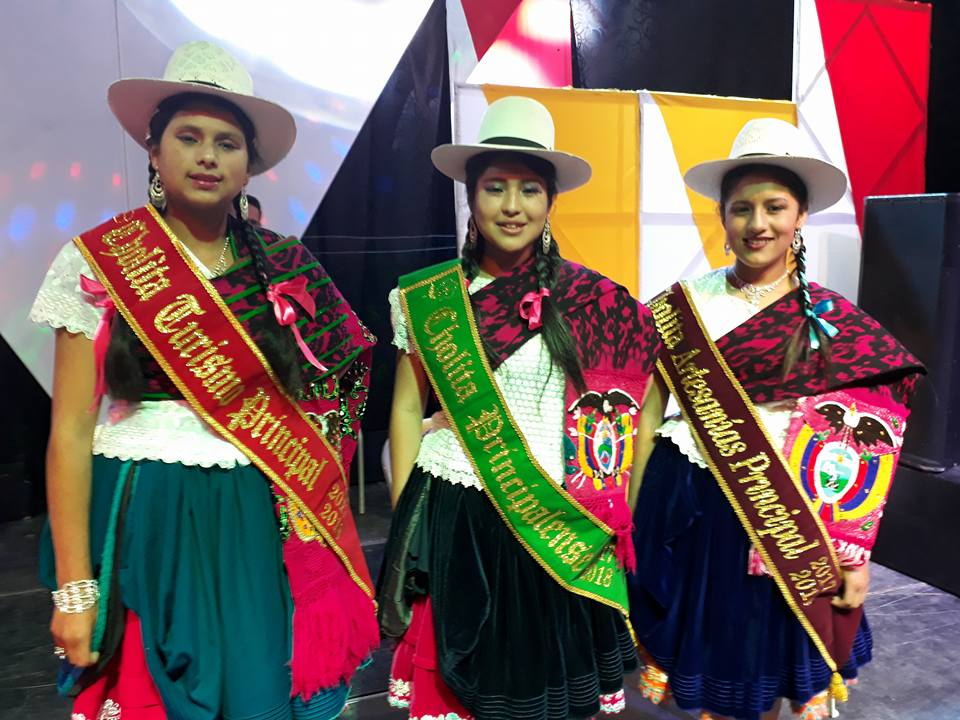 Cholita Turismo Principal
Cholita Principalense
2018
Cholita Artesanías Principal
2017